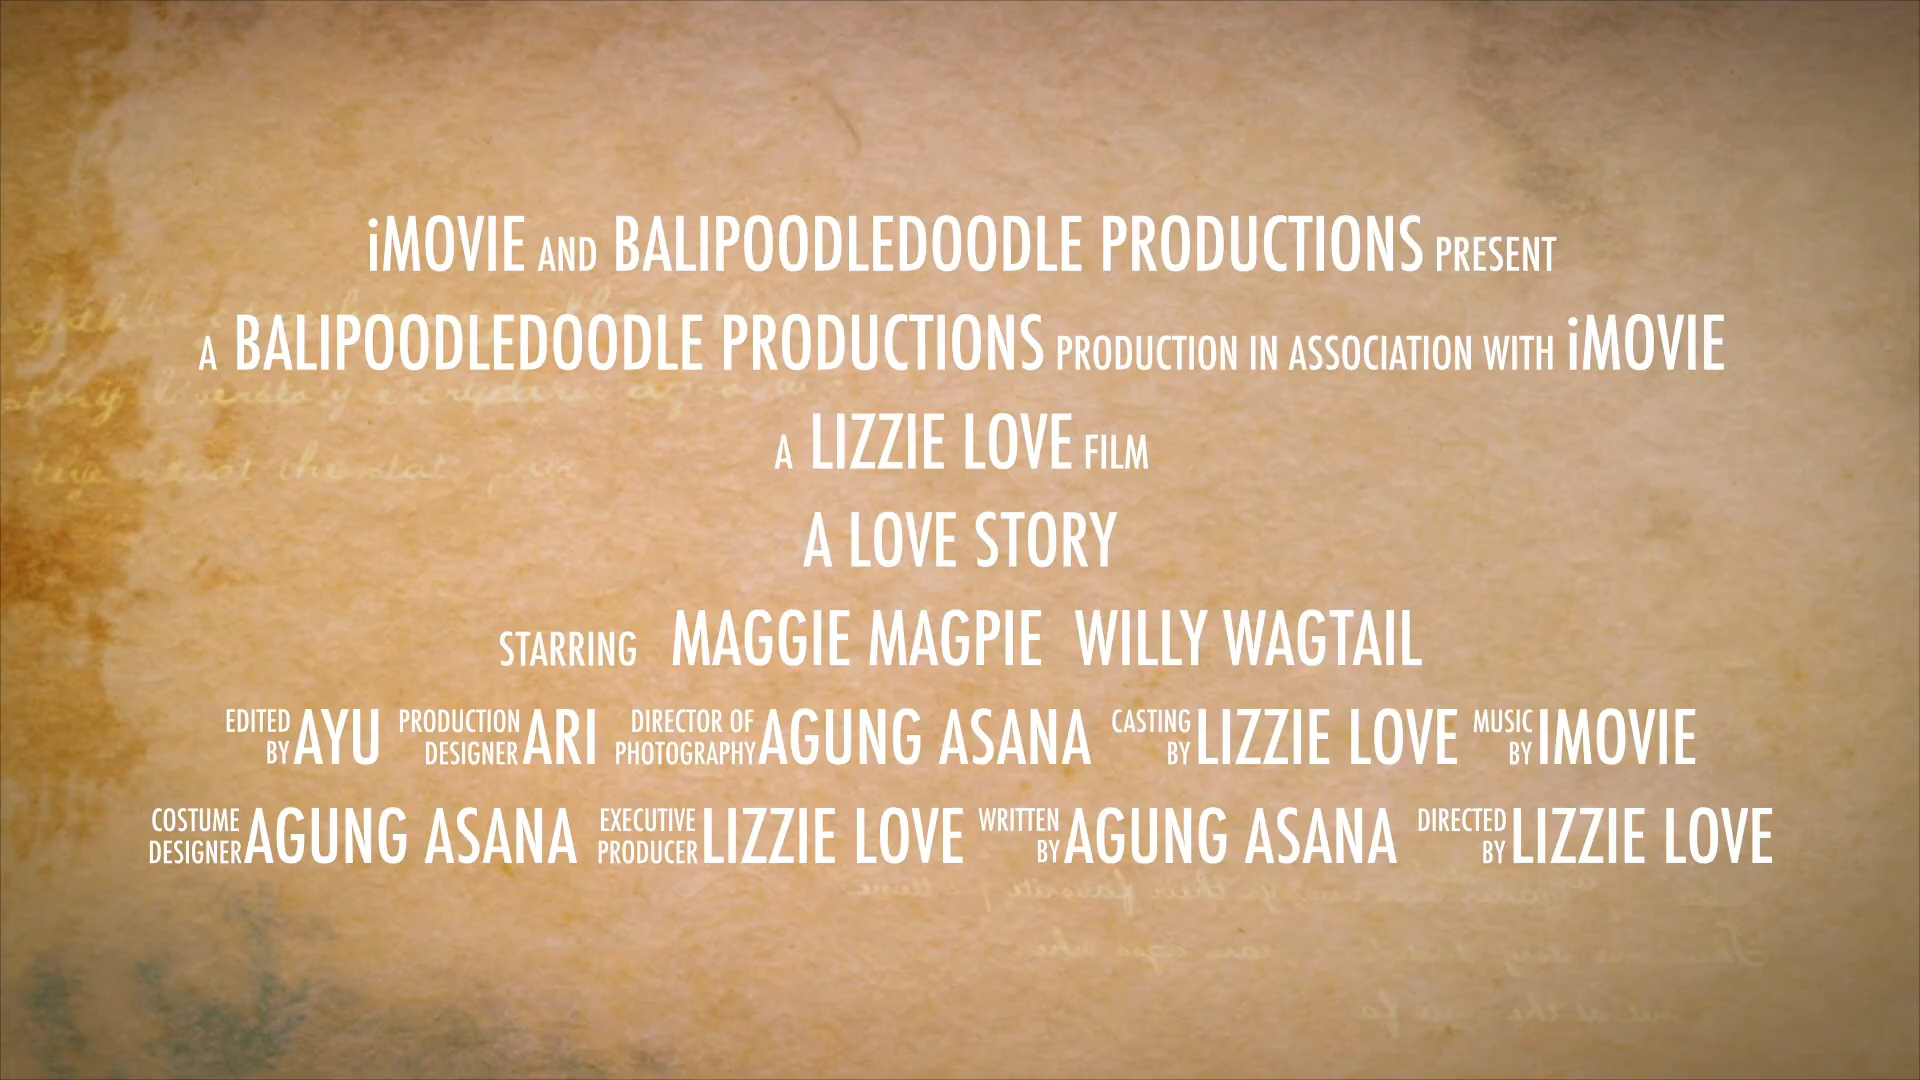 iMOVIE AND BALIPOODLEDOODLE PRODUCTIONS PRESENT
A BALIPOODLEDOODLE PRODUCTIONS PRODUCTION IN ASSOCIATION WITH iMOVIE
A LIZZIE LOVE FILM
A LOVE STORY
STARRING MAGGIE MAGPIE WILLY WAGTAIL
EDITED BY AYU PRODUCTION DESIGNER ARI DIRECTOR OF PHOTOGRAPHY AGUNG ASANA CASTING BY LIZZIE LOVE MUSIC BY IMOVIE
COSTUME DESIGNER AGUNG ASANA EXECUTIVE PRODUCER LIZZIE LOVE WRITTEN BY AGUNG ASANA DIRECTED BY LIZZIE LOVE